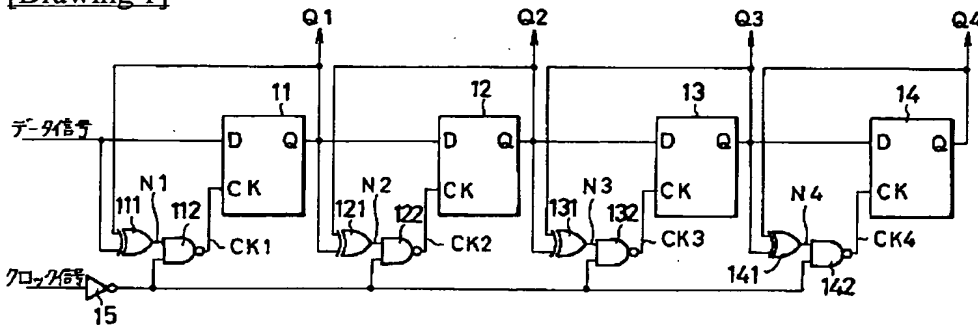 [Drawing 1]
Q1 Q2 Q3 Q4
11 12 13 14
データ信号
D Q D Q D Q D Q
N1 CK N2 CK N3 CK N4 CK
111 112 121 122 131 132
CK1 CK2 CK3 CK4
141 142
クロック信号
15